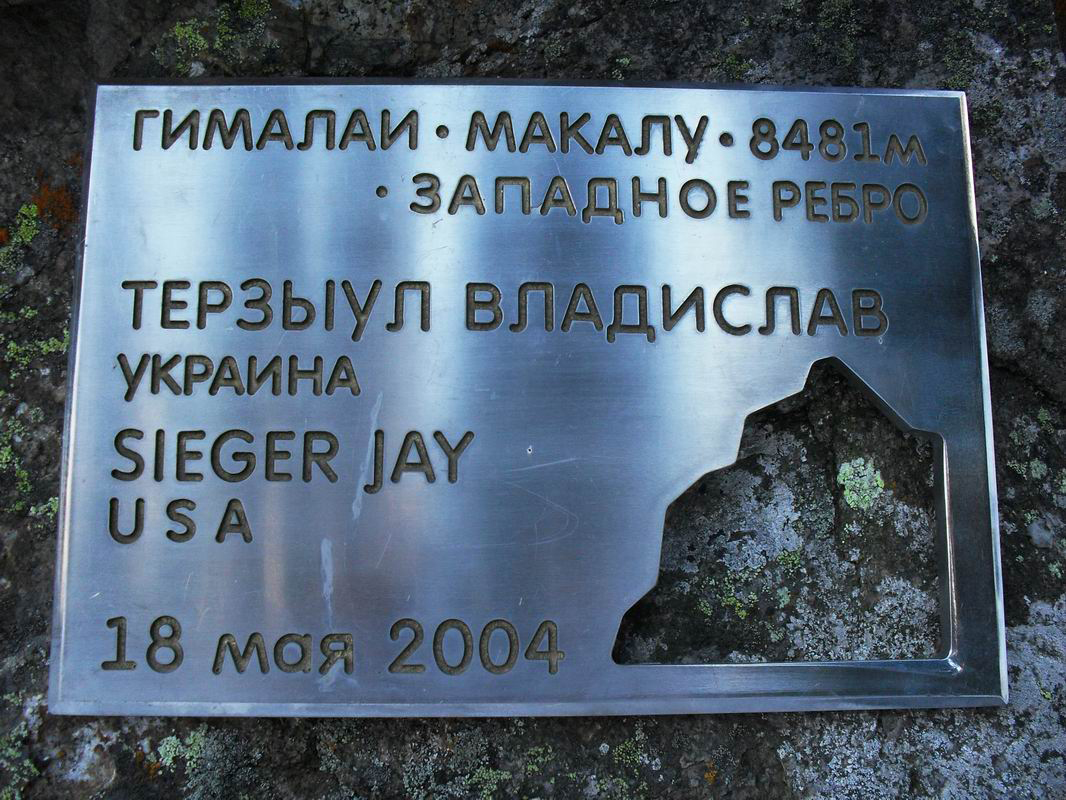 ГИМАЛАИ · МАКАЛУ · 8481м
· ЗАПАДНОЕ РЕБРО
ТЕРЗЫУЛ ВЛАДИСЛАВ
УКРАИНА
SIEGER JAY
USA
18 мая 2004